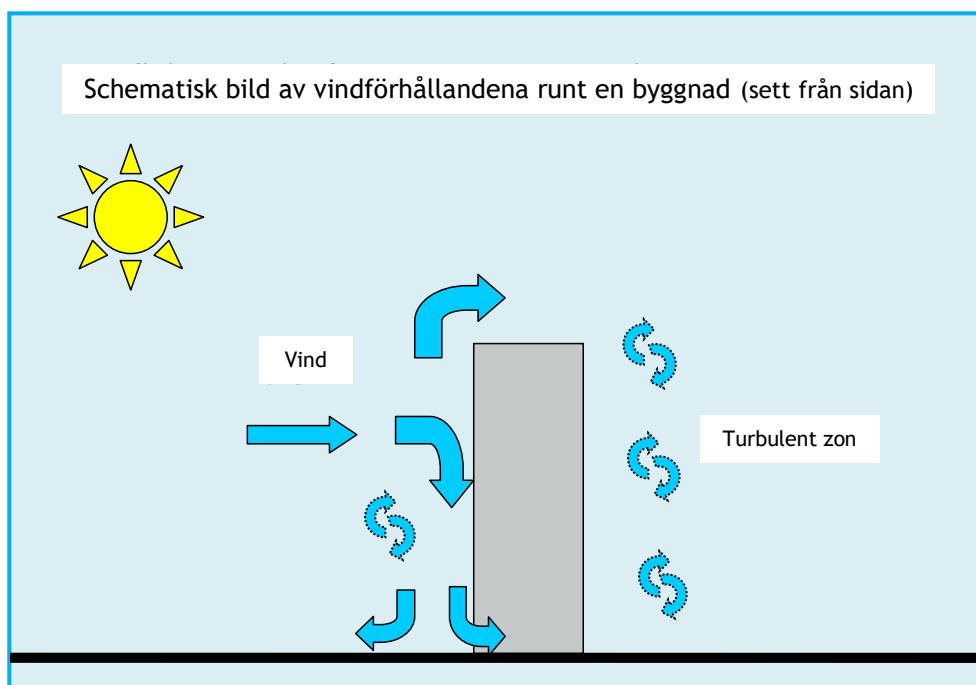 Schematisk bild av vindförhållandena runt en byggnad (sett från sidan)
Vind
Turbulent zon